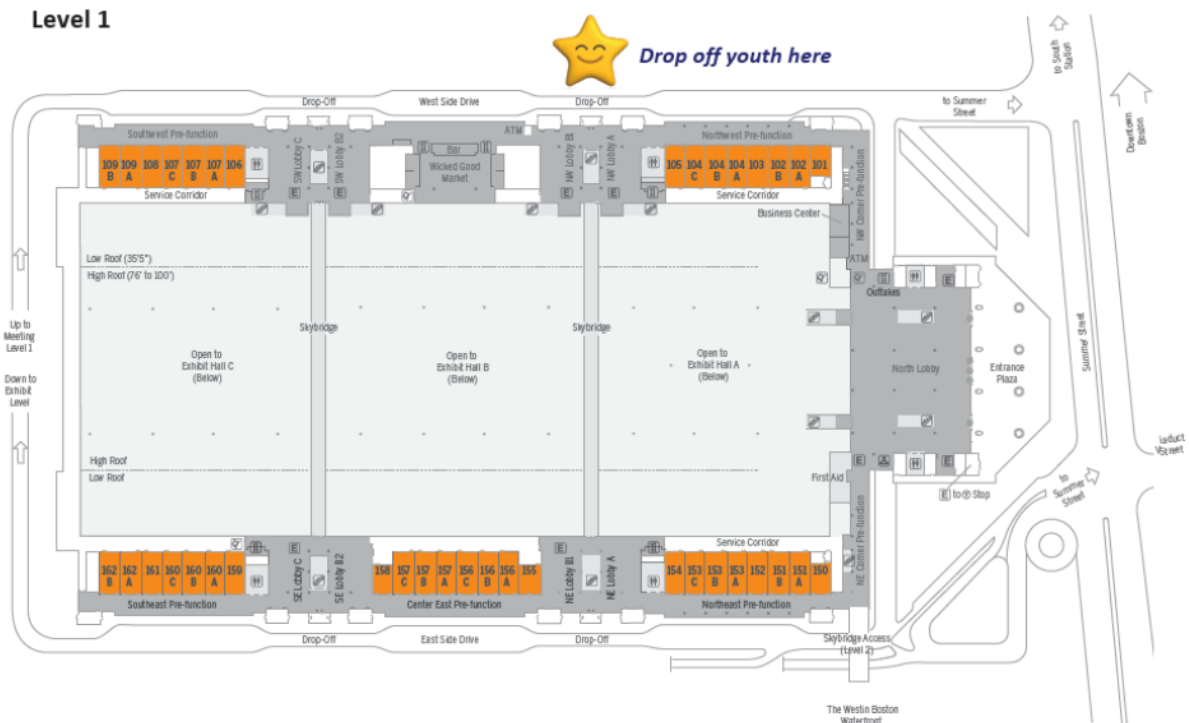 Level 1
Drop off youth here
to South
Station
Downtown
Boston
to Summer
Street
Drop-Off
West Side Drive
Drop-Off
Southwest Pre-function
SW Lobby C
SW Lobby B2
ATM
Bar
Wicked Good
Market
NW Lobby B1
NW Lobby A
Northwest Pre-function
109 B
109 A
108
107 C
107 B
107 A
106
105
104 C
104 B
104 A
103
102 B
102 A
101
E
E
E
E
Service Corridor
Service Corridor
NW Corner Pre-function
Business Center
ATM
Low Roof (35'5")
High Roof (76' to 100')
Outtakes
E
Up to
Meeting
Level 1
Down to
Exhibit
Level
Skybridge
Skybridge
Open to
Exhibit Hall C
(Below)
Open to
Exhibit Hall B
(Below)
Open to
Exhibit Hall A
(Below)
North Lobby
Entrance
Plaza
Summer Street
High Roof
Low Roof
First Aid
E
E
E to T Stop
to
Summer
Street
Street
Service Corridor
NE Corner Pre-function
E
E
162 B
162 A
161
160 C
160 B
160 A
159
SE Lobby C
SE Lobby B2
158
157 C
157 B
157 A
156 C
156 B
156 A
155
NE Lobby B1
NE Lobby A
154
153 C
153 B
153 A
152
151 B
151 A
150
Southeast Pre-function
Center East Pre-function
Northeast Pre-function
Drop-Off
East Side Drive
Drop-Off
Skybridge Access
(Level 2)
The Westin Boston
Waterfront